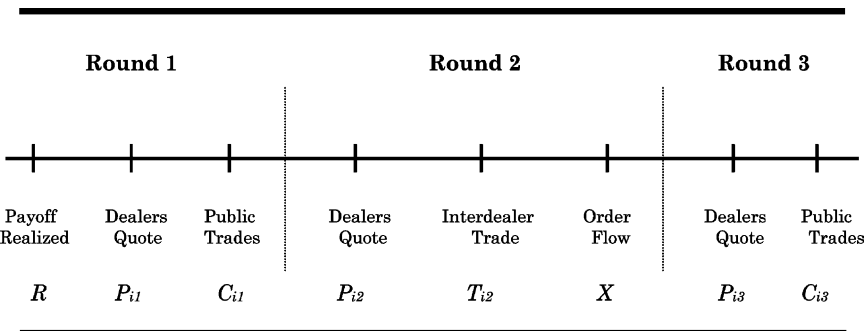 Round 1 Round 2 Round 3
Payoff Dealers Public Dealers Interdealer Order Dealers Public
Realized Quote Trades Quote Trade Flow Quote Trades
R Pi1 Ci1 Pi2 Ti2 X Pi3 Ci3